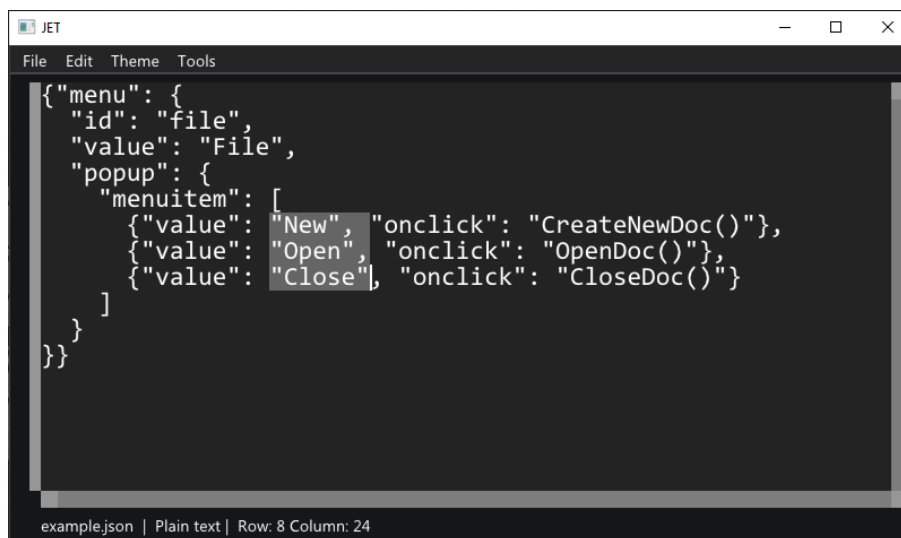 JET
File Edit Theme Tools
{"menu": {
  "id": "file",
  "value": "File",
  "popup": {
    "menuitem": [
      {"value": "New", "onclick": "CreateNewDoc()"},
      {"value": "Open", "onclick": "OpenDoc()"},
      {"value": "Close", "onclick": "CloseDoc()"}
    ]
  }
}}
example.json | Plain text | Row: 8 Column: 24